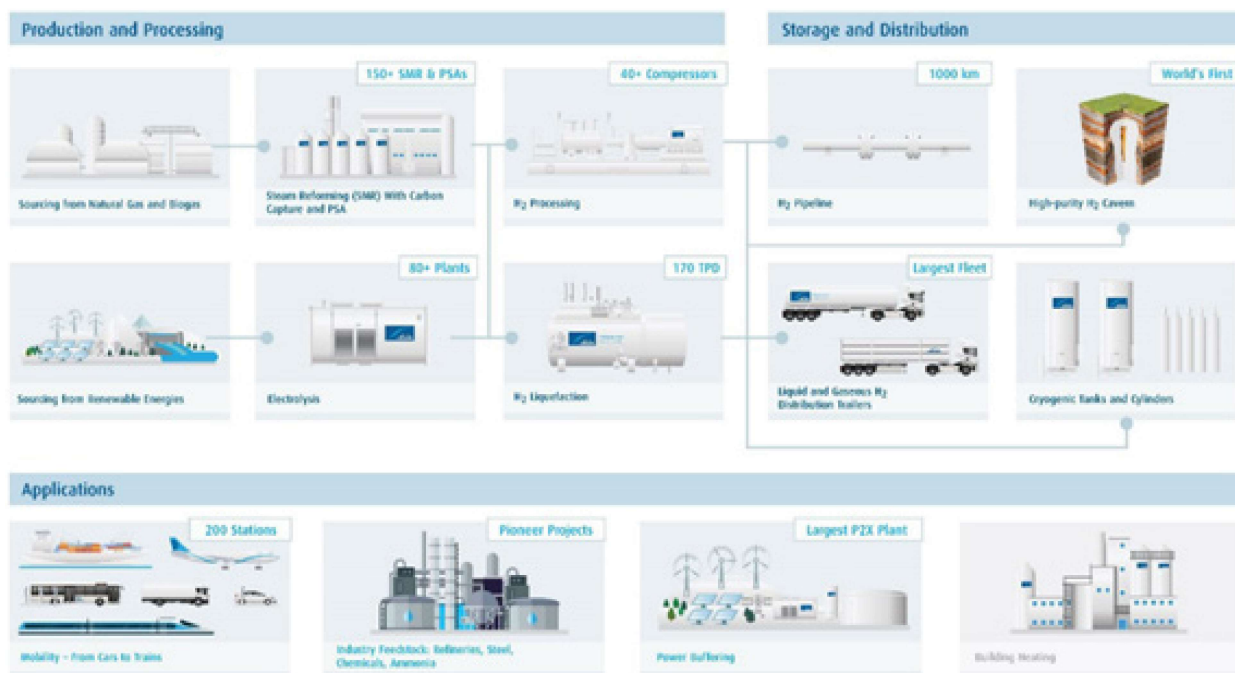 Production and Processing
Storage and Distribution
150+ SMR & PSAs
40+ Compressors
1000 km
World's First
Sourcing from Natural Gas and Biogas
Steam Reforming (SMR) With Carbon
Capture and PSA
H₂ Processing
H₂ Pipeline
High-purity H₂ Cavern
80+ Plants
170 TPD
Largest Fleet
Sourcing from Renewable Energies
Electrolysis
H₂ Liquefaction
Liquid and Gaseous H₂
Distribution Trailers
Cryogenic Tanks and Cylinders
Applications
200 Stations
Pioneer Projects
Largest P2X Plant
Mobility – From Cars to Trains
Industry Feedstock: Refineries, Steel,
Chemicals, Ammonia
Power Buffering
Building Heating